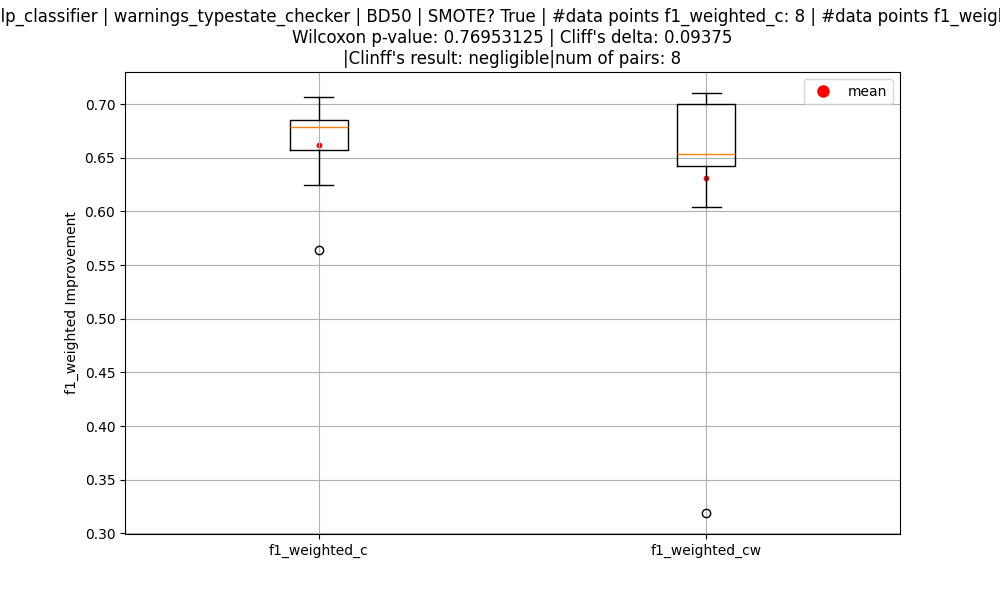 lp_classifier | warnings_typestate_checker | BD50 | SMOTE? True | #data points f1_weighted_c: 8 | #data points f1_weigl
Wilcoxon p-value: 0.76953125 | Cliff's delta: 0.09375
|Clinff's result: negligible|num of pairs: 8
mean
0.70
0.65
0.60
0.55
0.50
0.45
0.40
0.35
0.30
f1_weighted Improvement
f1_weighted_c
f1_weighted_cw